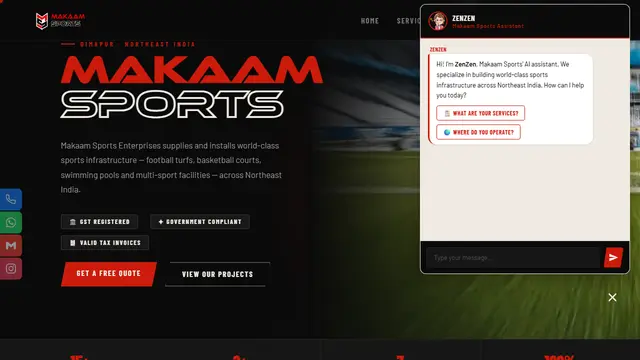 MAKAAM
SPORTS
HOME
DIMAPUR · NORTHEAST INDIA
MAKAAM
SPORTS
Makaam Sports Enterprises supplies and installs world-class
sports infrastructure — football turfs, basketball courts,
swimming pools and multi-sport facilities — across Northeast
India.
GST REGISTERED
GOVERNMENT COMPLIANT
VALID TAX INVOICES
GET A FREE QUOTE
VIEW OUR PROJECTS
ZENZEN
Makaam Sports Assistant
ZENZEN
Hi! I'm ZenZen, Makaam Sports' AI assistant. We
specialize in building world-class sports
infrastructure across Northeast India. How can I help
you today?
WHAT ARE YOUR SERVICES?
WHERE DO YOU OPERATE?
Type your message...